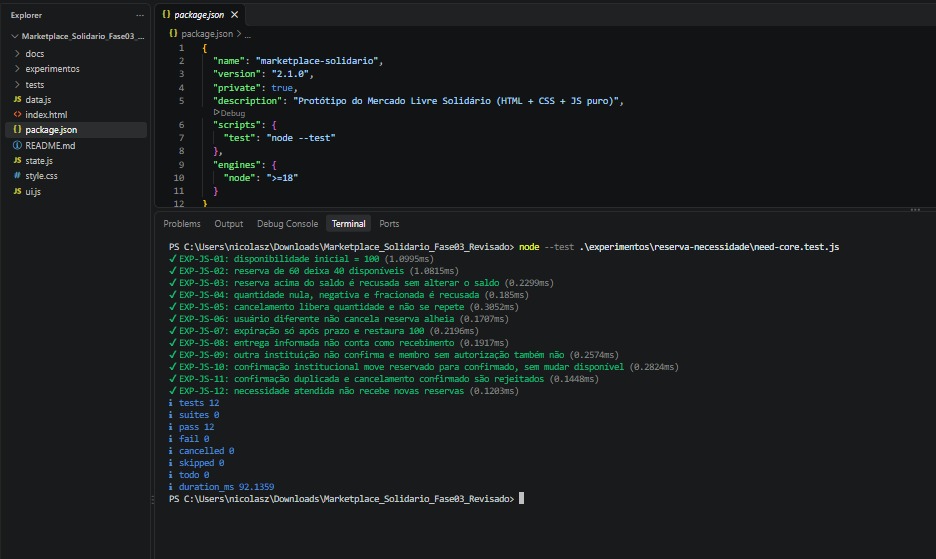 Explorer
Marketplace_Solidario_Fase03_...
docs
experimentos
tests
JS data.js
<> index.html
{} package.json
README.md
JS state.js
# style.css
JS ui.js
{} package.json
{} package.json > ...
1 {
2 "name": "marketplace-solidario",
3 "version": "2.1.0",
4 "private": true,
5 "description": "Protótipo do Mercado Livre Solidário (HTML + CSS + JS puro)",
Debug
6 "scripts": {
7 "test": "node --test"
8 },
9 "engines": {
10 "node": ">=18"
11 }
12 }
Problems Output Debug Console Terminal Ports
PS C:\Users\nicolasz\Downloads\Marketplace_Solidario_Fase03_Revisado> node --test .\experimentos\reserva-necessidade\need-core.test.js
✓ EXP-JS-01: disponibilidade inicial = 100 (1.0995ms)
✓ EXP-JS-02: reserva de 60 deixa 40 disponíveis (1.0815ms)
✓ EXP-JS-03: reserva acima do saldo é recusada sem alterar o saldo (0.2299ms)
✓ EXP-JS-04: quantidade nula, negativa e fracionada é recusada (0.185ms)
✓ EXP-JS-05: cancelamento libera quantidade e não se repete (0.3052ms)
✓ EXP-JS-06: usuário diferente não cancela reserva alheia (0.1707ms)
✓ EXP-JS-07: expiração só após prazo e restaura 100 (0.2196ms)
✓ EXP-JS-08: entrega informada não conta como recebimento (0.1917ms)
✓ EXP-JS-09: outra instituição não confirma e membro sem autorização também não (0.2574ms)
✓ EXP-JS-10: confirmação institucional move reservado para confirmado, sem mudar disponível (0.2824ms)
✓ EXP-JS-11: confirmação duplicada e cancelamento confirmado são rejeitados (0.1448ms)
✓ EXP-JS-12: necessidade atendida não recebe novas reservas (0.1203ms)
i tests 12
i suites 0
i pass 12
i fail 0
i cancelled 0
i skipped 0
i todo 0
i duration_ms 92.1359
PS C:\Users\nicolasz\Downloads\Marketplace_Solidario_Fase03_Revisado>